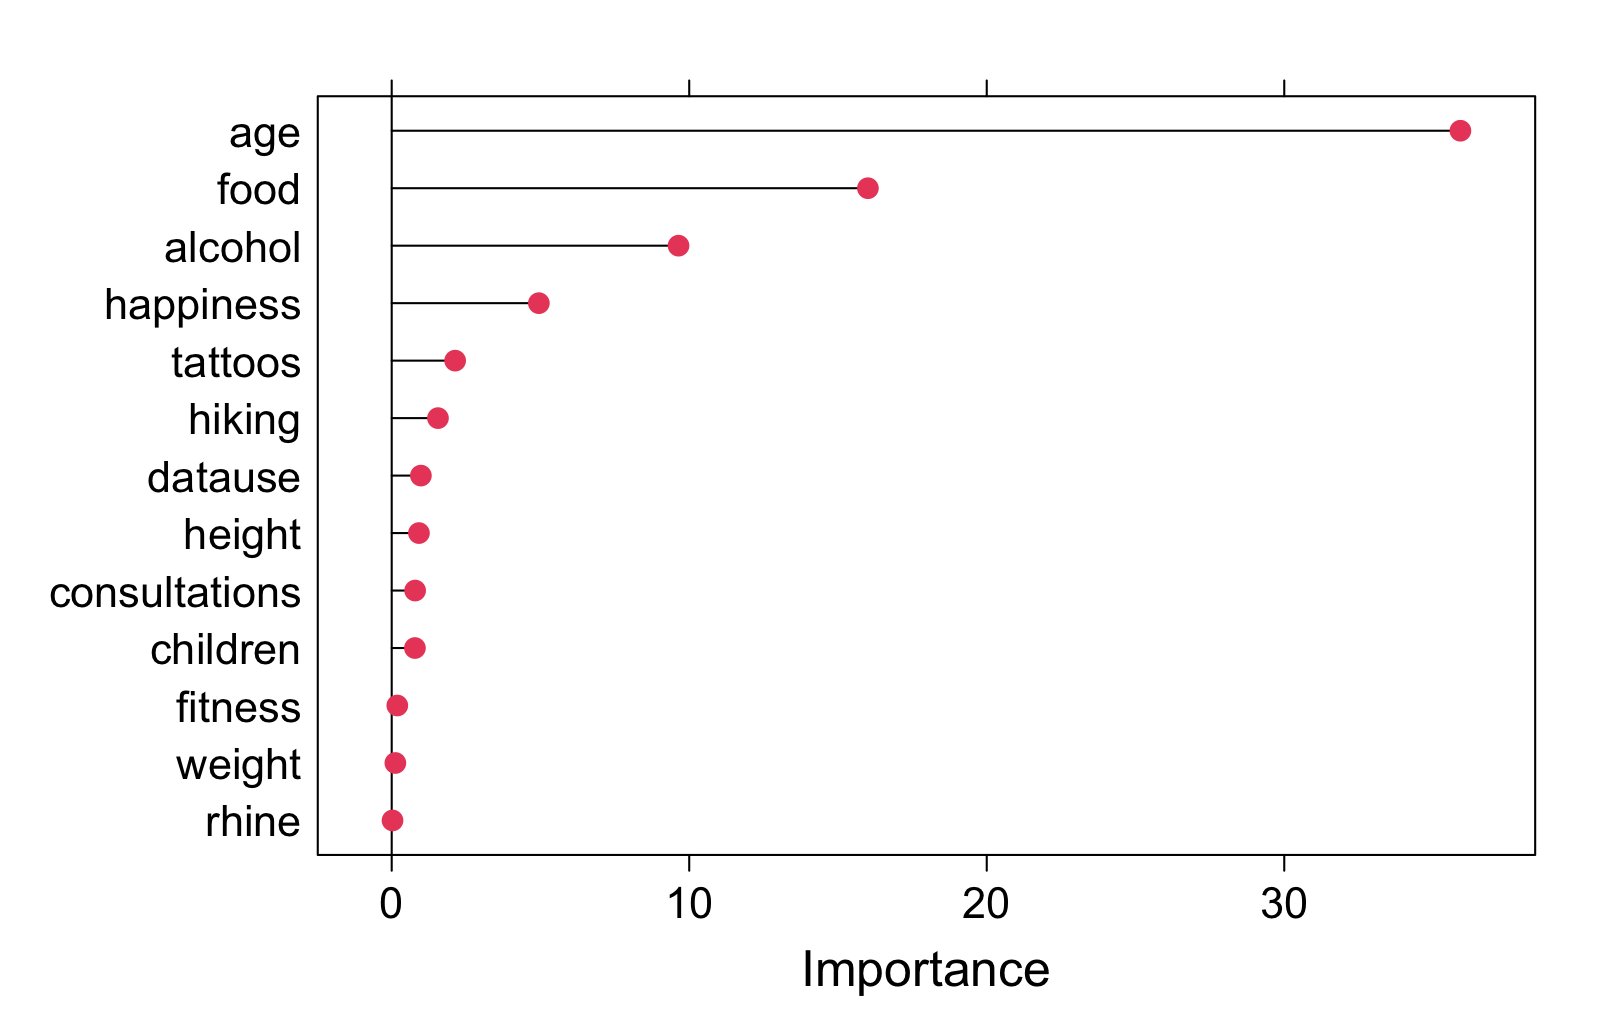 age
food
alcohol
happiness
tattoos
hiking
datause
height
consultations
children
fitness
weight
rhine
0 10 20 30
Importance